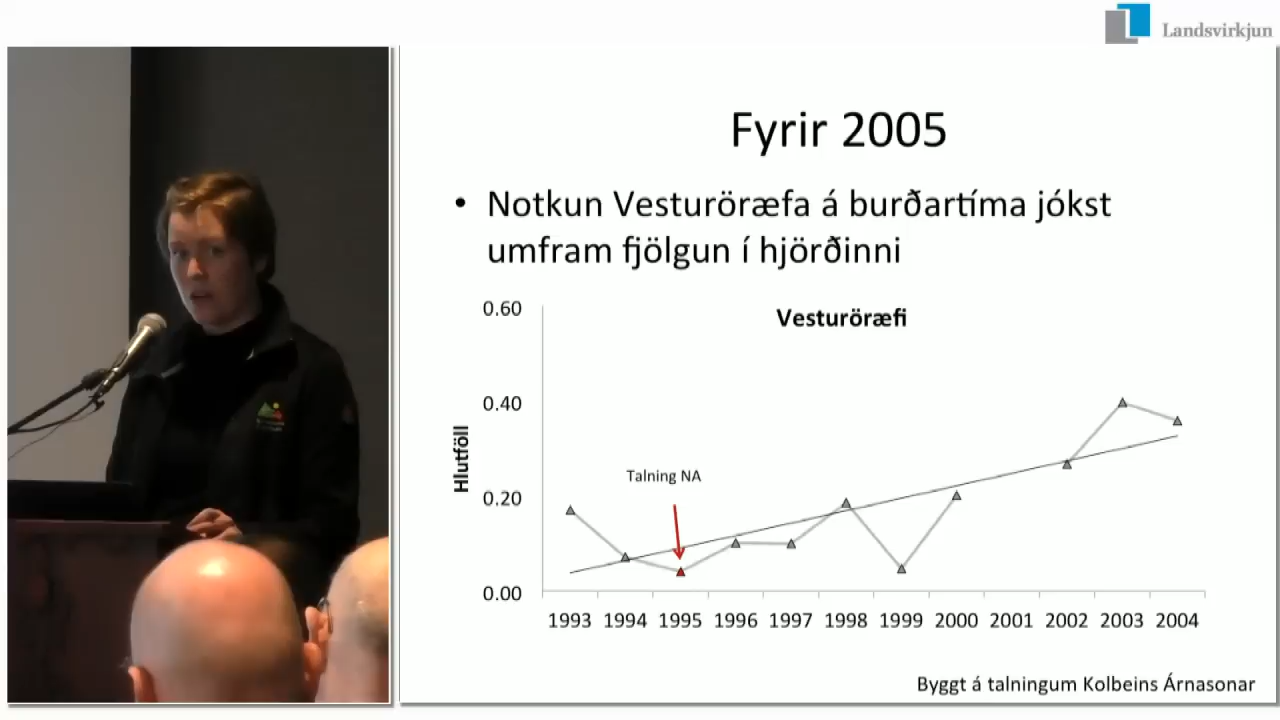 Landsvirkjun
Fyrir 2005
• Notkun Vesturöræfa á burðartíma jókst
umfram fjölgun í hjörðinni
Vesturöræfi
0.60
0.40
0.20
0.00
Hlutföll
Talning NA
1993 1994 1995 1996 1997 1998 1999 2000 2001 2002 2003 2004
Byggt á talningum Kolbeins Árnasonar